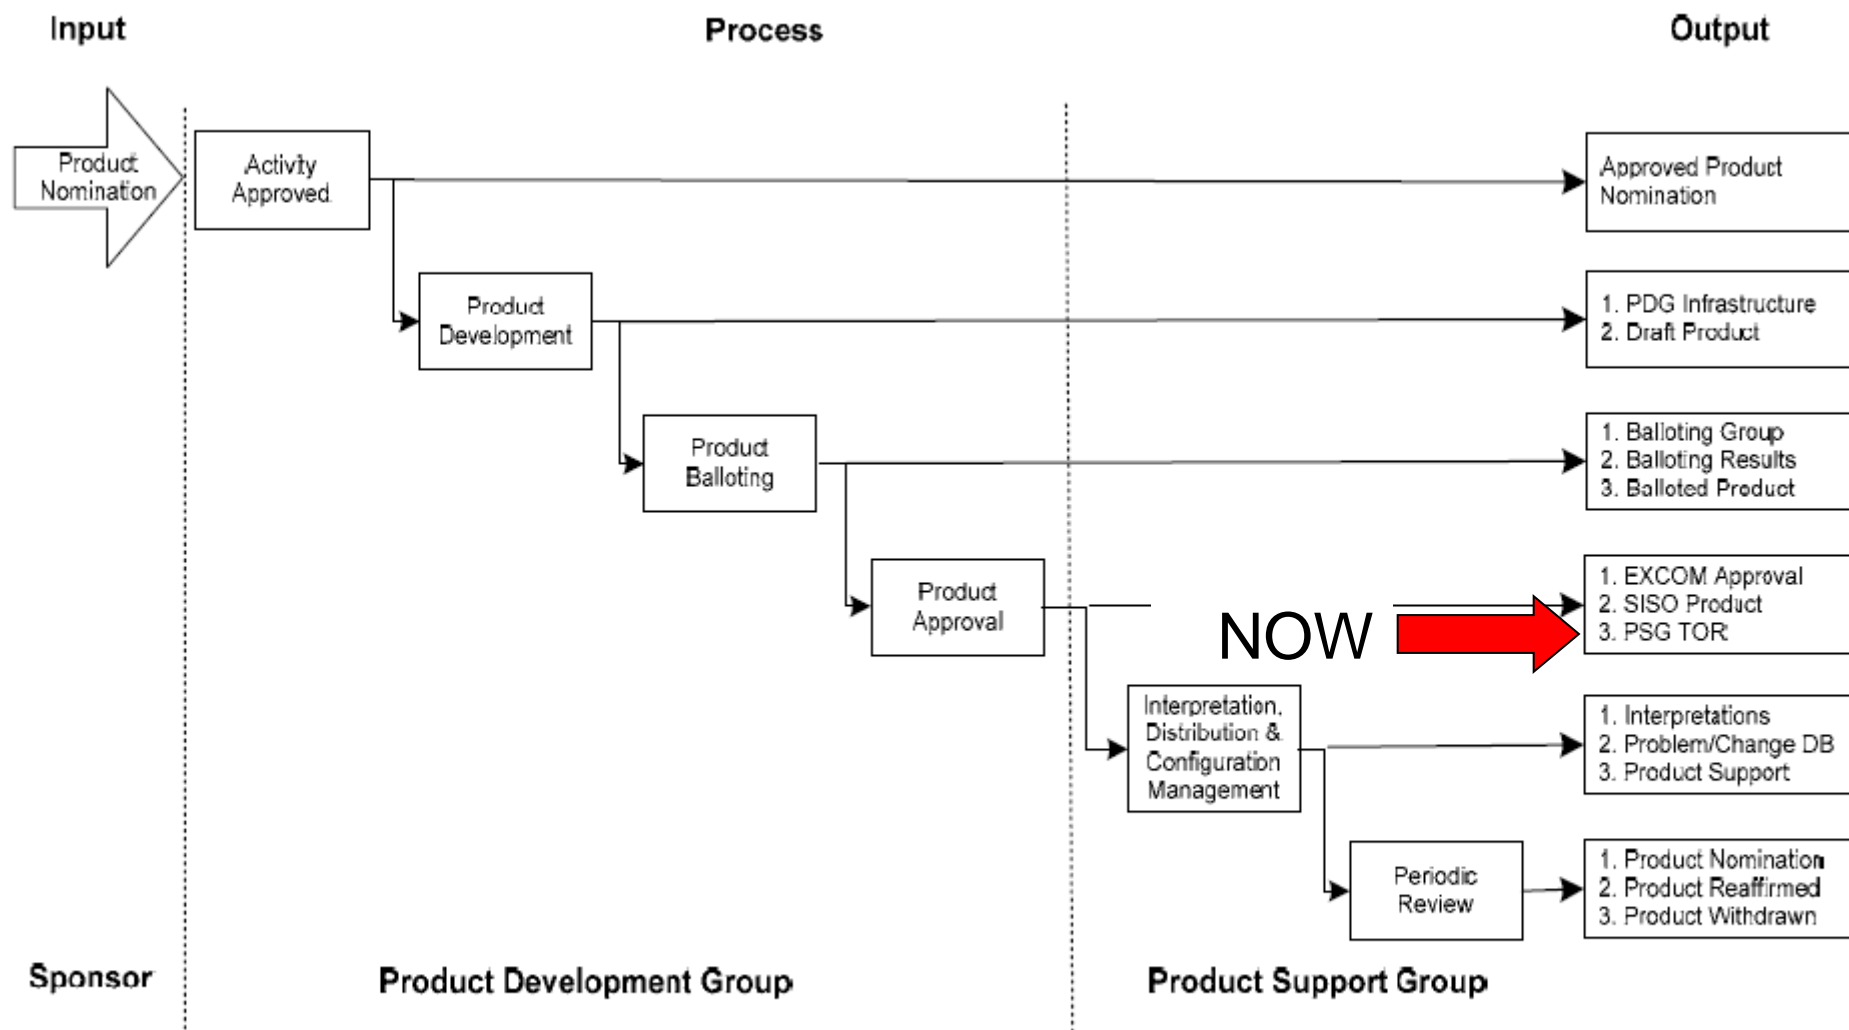 Input
Process
Output
Product
Nomination
Activity
Approved
Approved Product
Nomination
Product
Development
1. PDG Infrastructure
2. Draft Product
Product
Balloting
1. Balloting Group
2. Balloting Results
3. Balloted Product
Product
Approval
NOW
1. EXCOM Approval
2. SISO Product
3. PSG TOR
Interpretation,
Distribution &
Configuration
Management
1. Interpretations
2. Problem/Change DB
3. Product Support
Periodic
Review
1. Product Nomination
2. Product Reaffirmed
3. Product Withdrawn
Sponsor
Product Development Group
Product Support Group